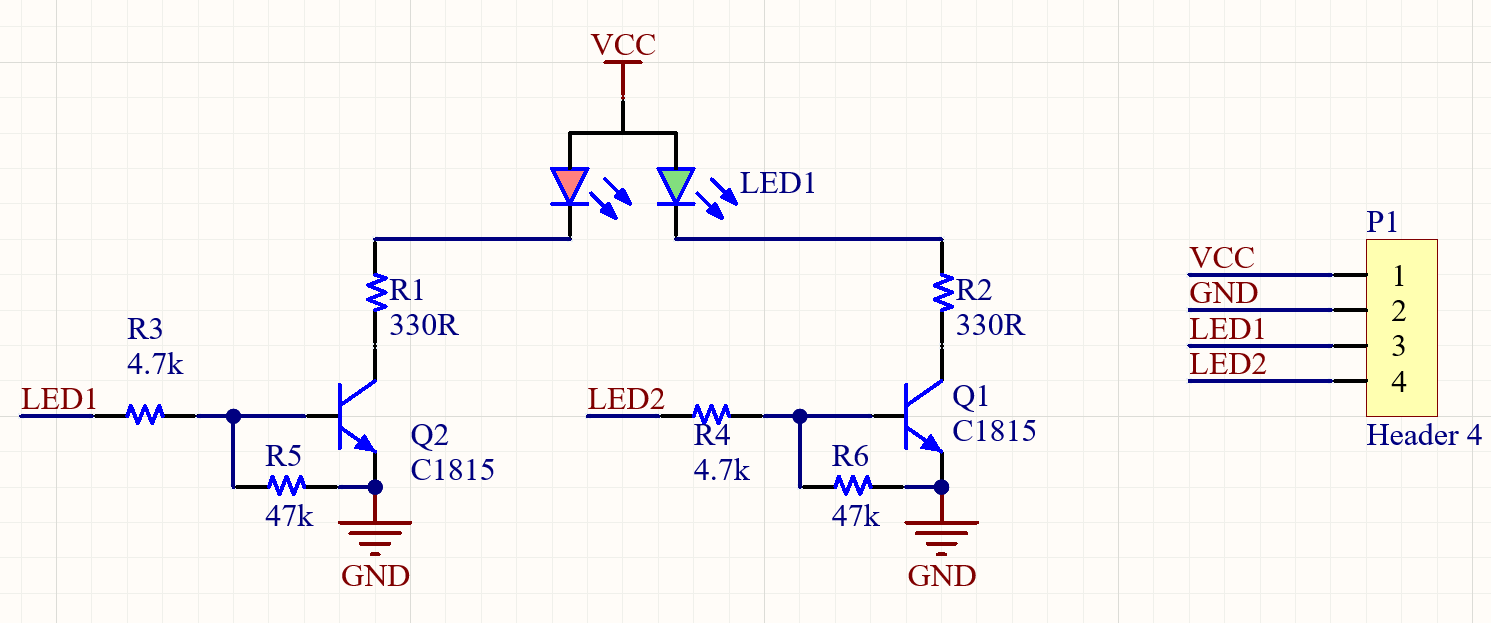 VCC
LED1
R1
330R
R2
330R
R3
4.7k
LED1
Q2
C1815
R5
47k
GND
LED2
R4
4.7k
Q1
C1815
R6
47k
GND
P1
VCC
1
GND
2
LED1
3
LED2
4
Header 4